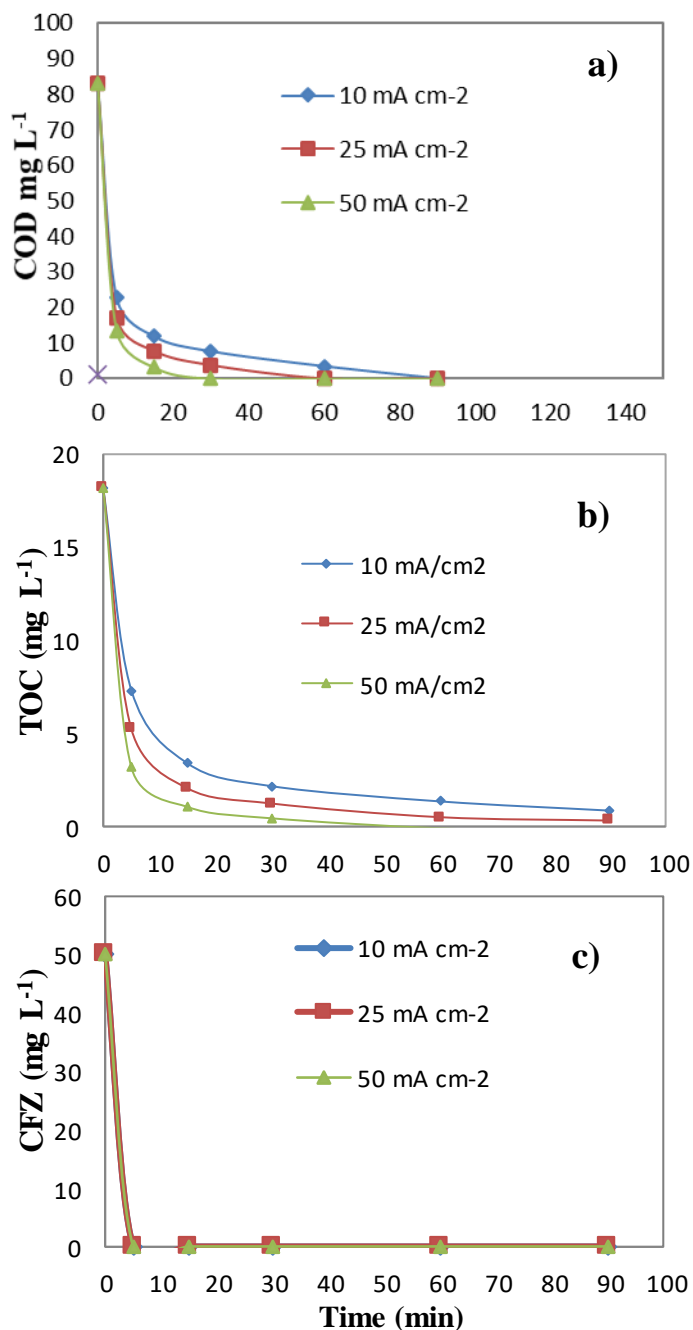 100
90
80
70
60
50
40
30
20
10
0
COD mg L-1
a)
10 mA cm-2
25 mA cm-2
50 mA cm-2
0 20 40 60 80 100 120 140
20
15
10
5
0
TOC (mg L-1)
b)
10 mA/cm2
25 mA/cm2
50 mA/cm2
0 10 20 30 40 50 60 70 80 90 100
60
50
40
30
20
10
0
CFZ (mg L-1)
c)
10 mA cm-2
25 mA cm-2
50 mA cm-2
0 10 20 30 40 50 60 70 80 90 100
Time (min)